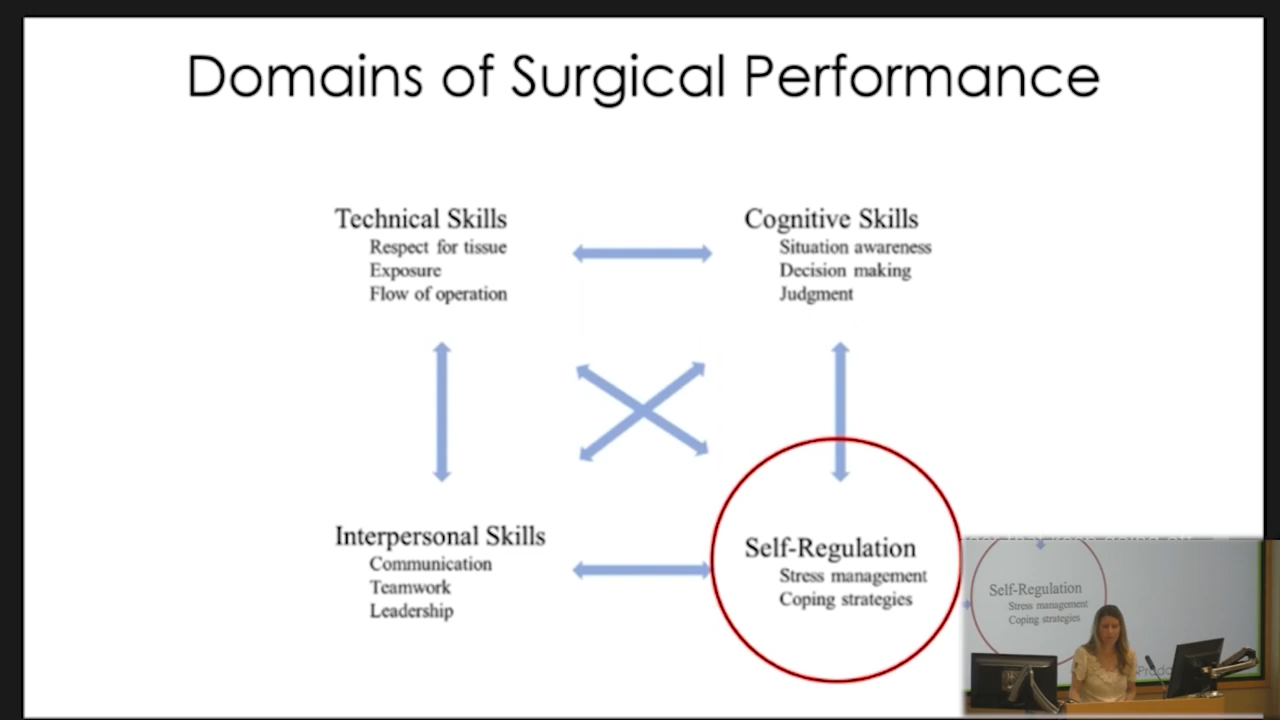 Domains of Surgical Performance
Technical Skills
Respect for tissue
Exposure
Flow of operation
Cognitive Skills
Situation awareness
Decision making
Judgment
Interpersonal Skills
Communication
Teamwork
Leadership
Self-Regulation
Stress management
Coping strategies
Self-Regulation
Stress management
Coping strategies